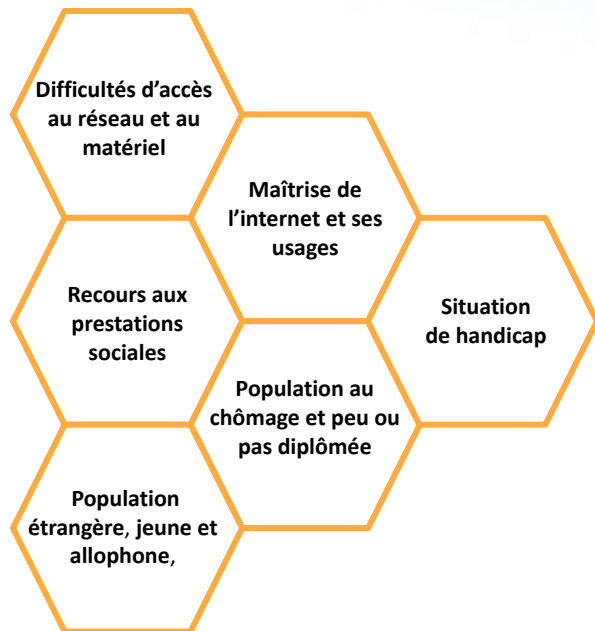 Difficultés d’accès
au réseau et au
matériel
Maîtrise de
l’internet et ses
usages
Recours aux
prestations
sociales
Situation
de handicap
Population au
chômage et peu ou
pas diplômée
Population
étrangère, jeune et
allophone,